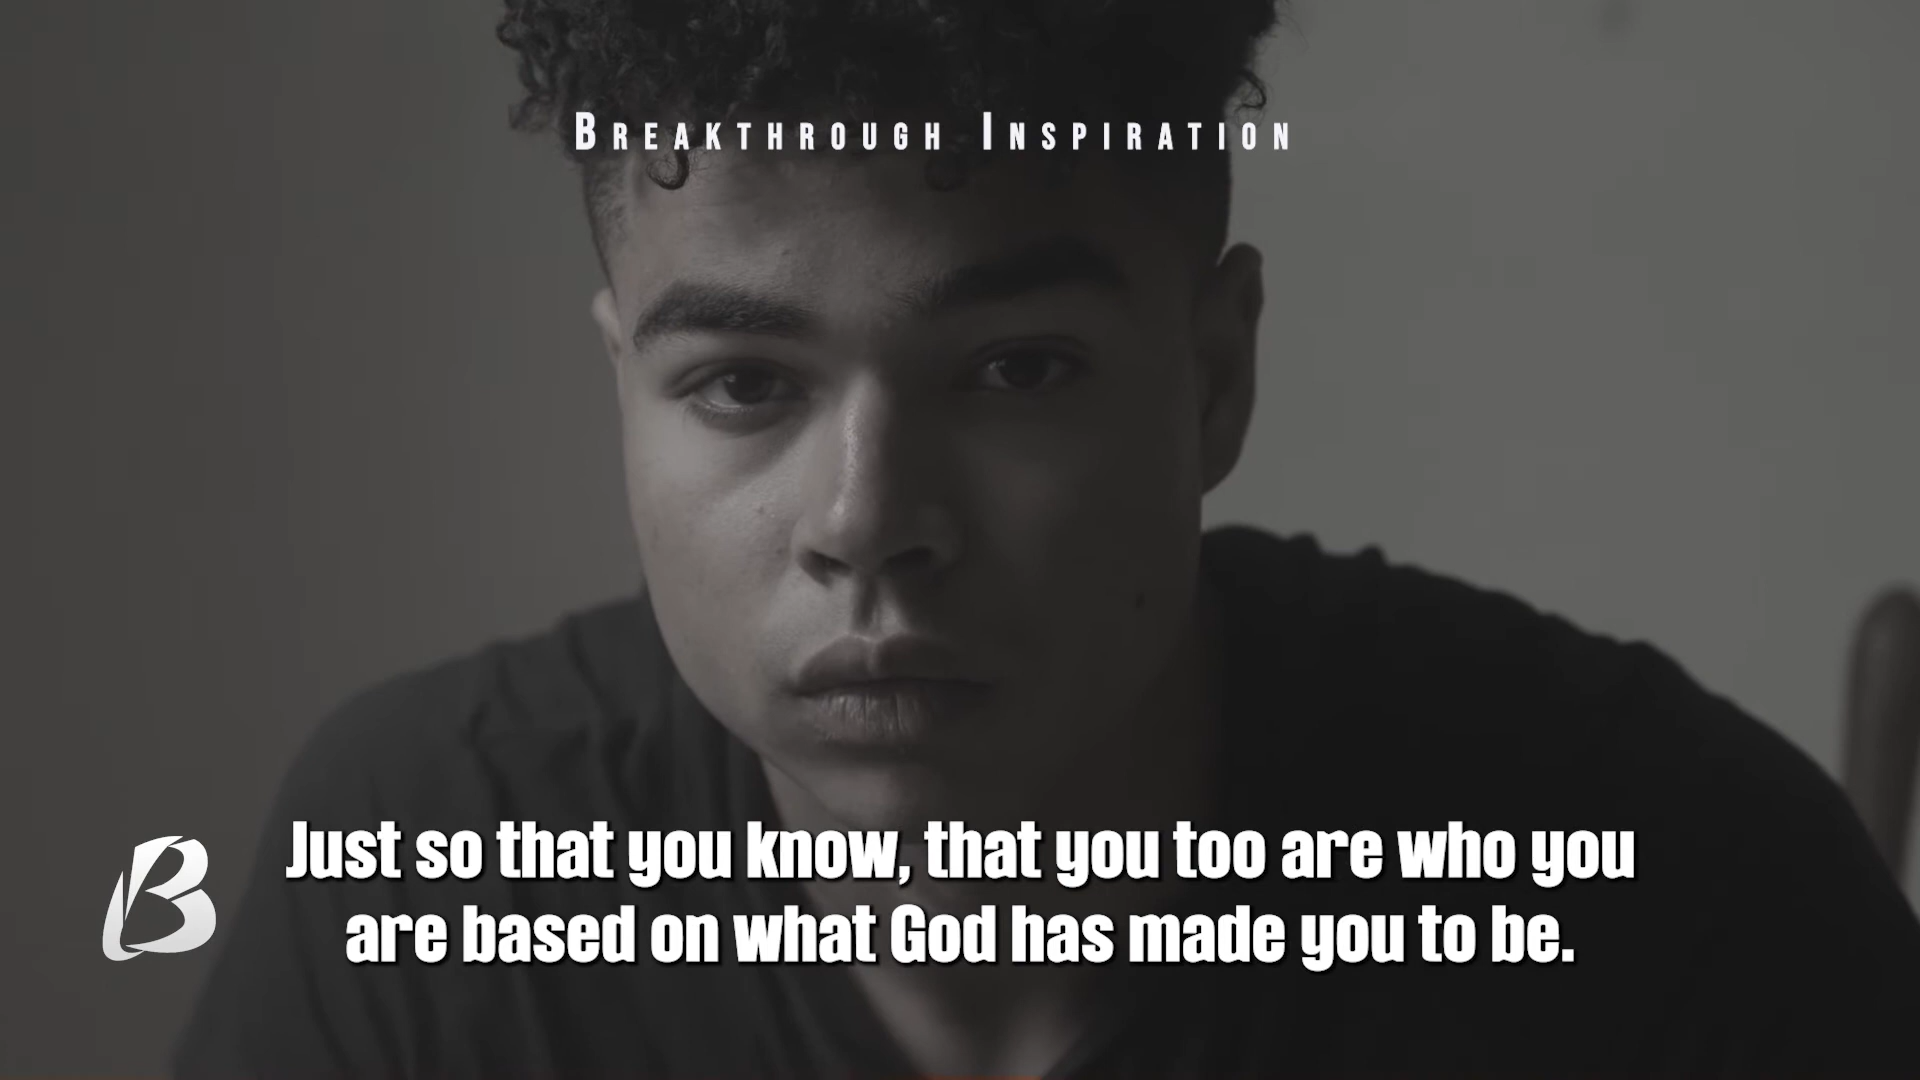 Breakthrough Inspiration
Just so that you know, that you too are who you
are based on what God has made you to be.
B